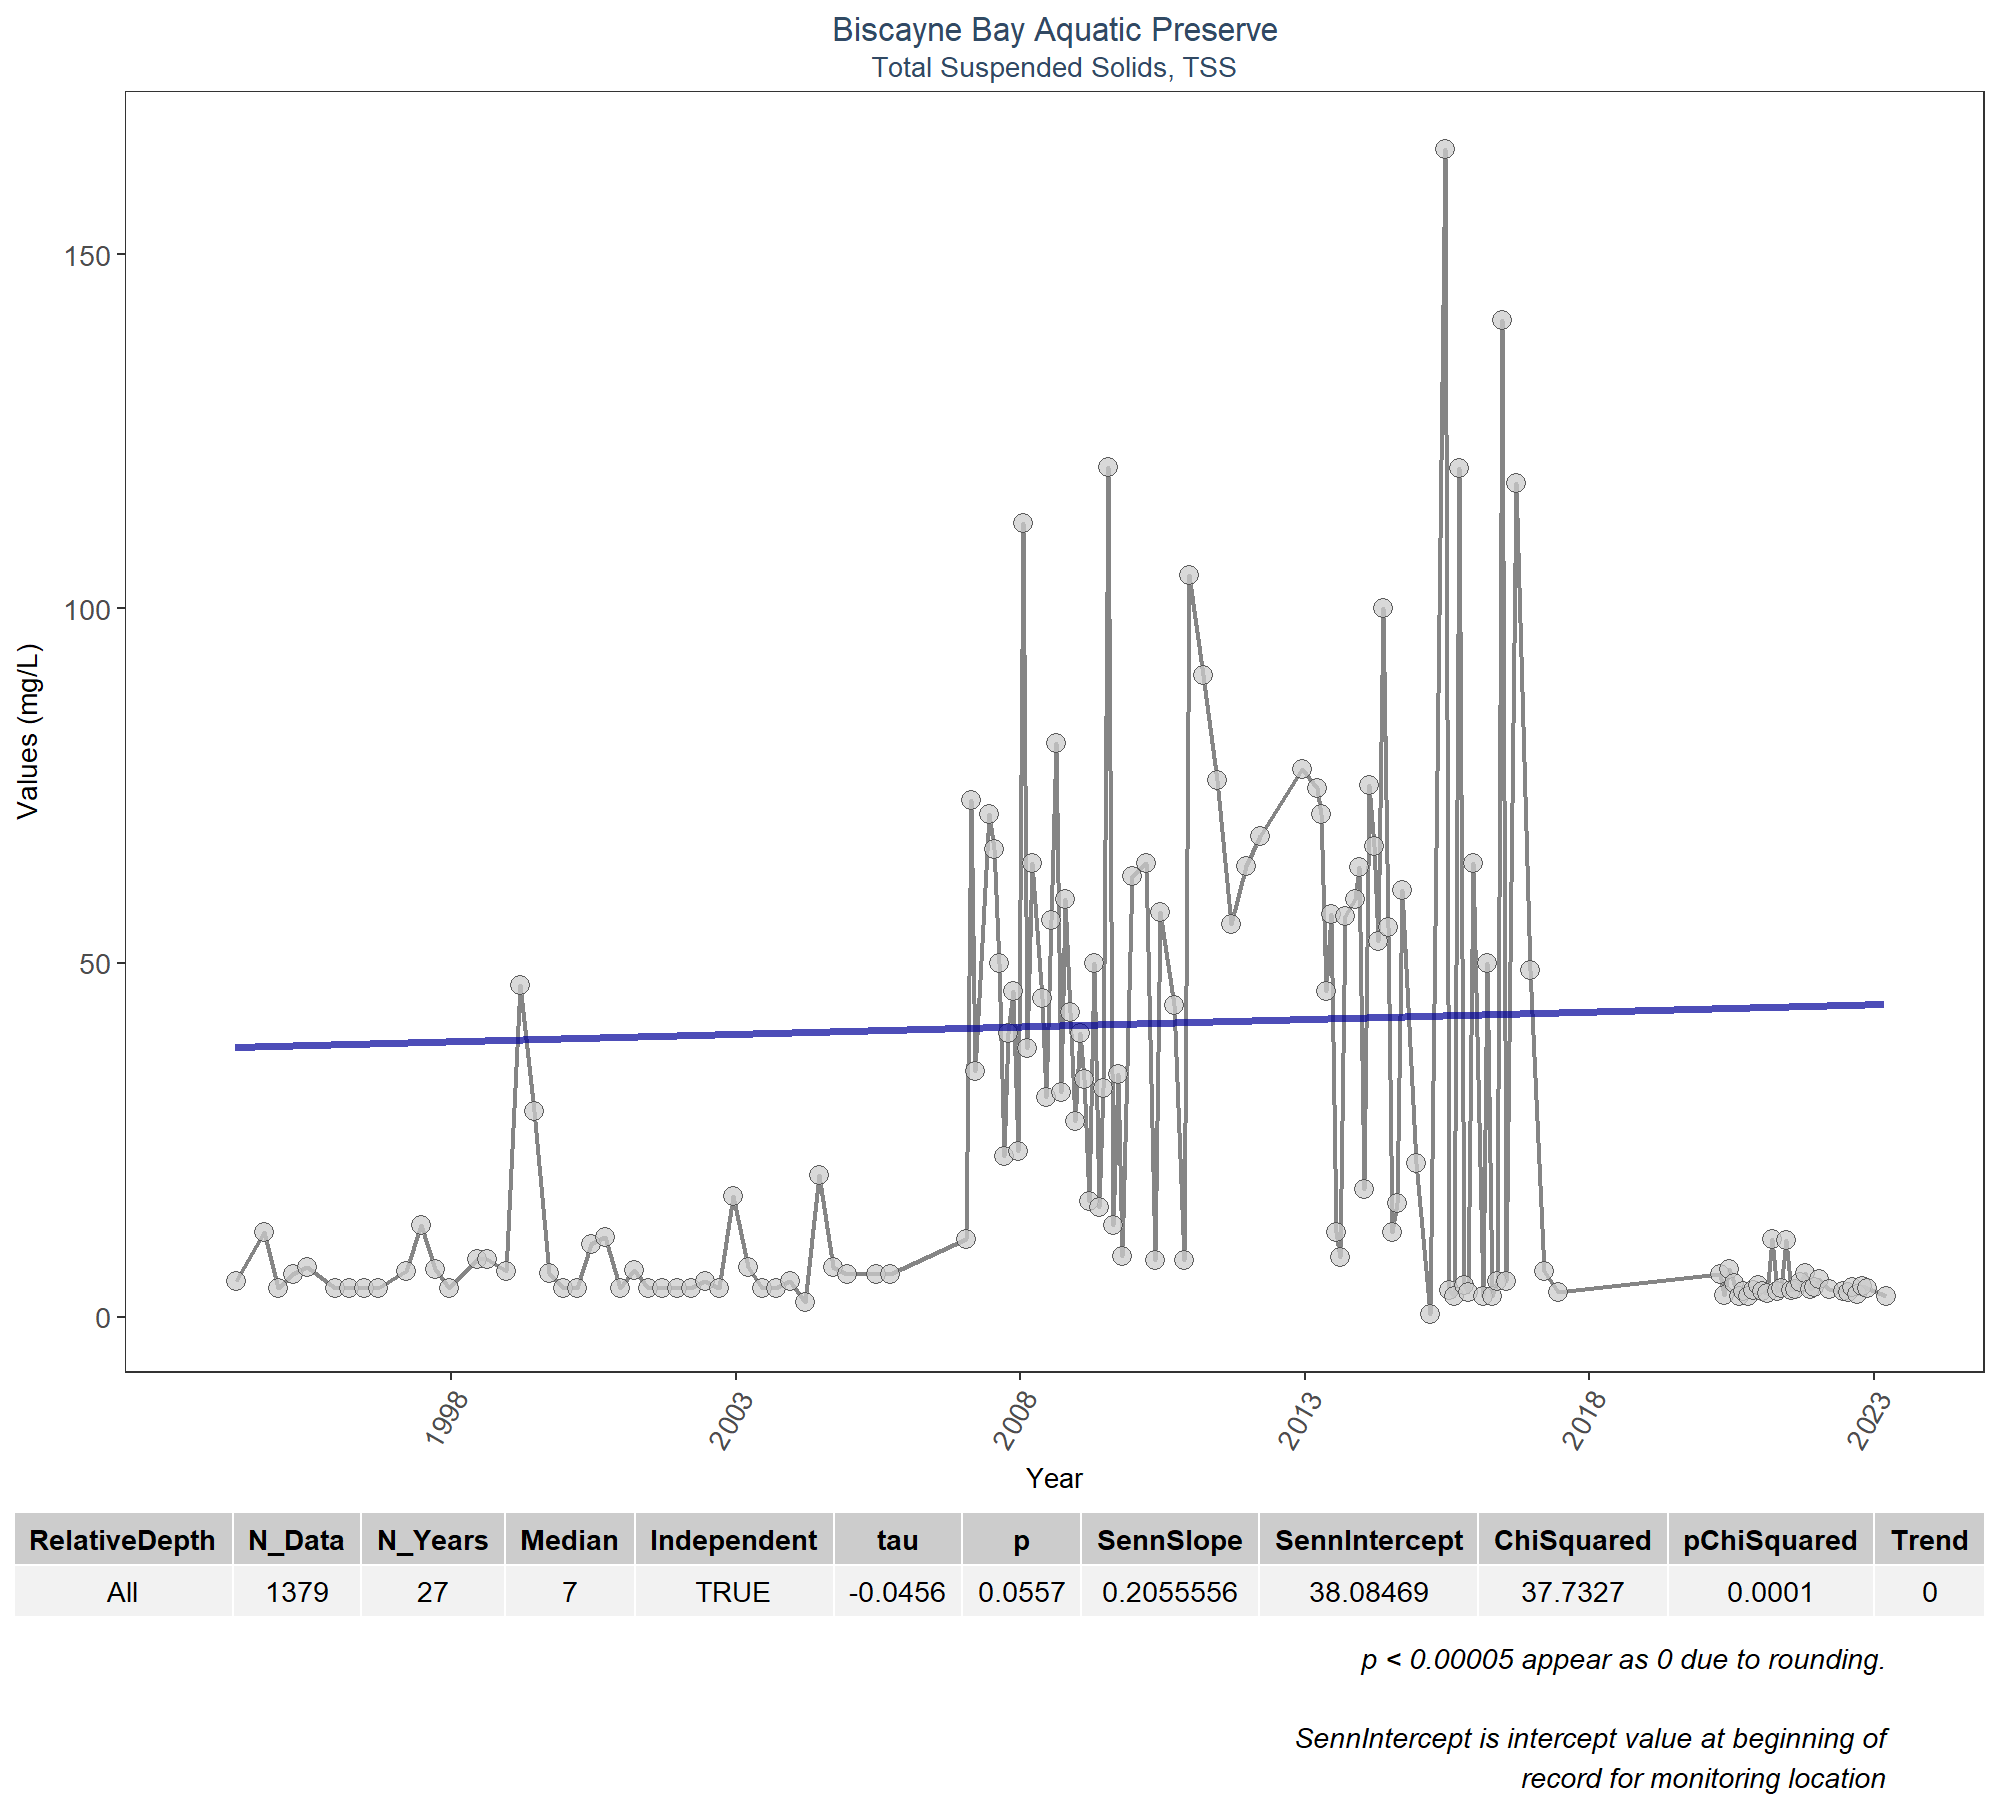 Biscayne Bay Aquatic Preserve
Total Suspended Solids, TSS
Values (mg/L)
150
100
50
0
1998
2003
2008
2013
2018
2023
Year
RelativeDepth N_Data N_Years Median Independent tau p SennSlope SennIntercept ChiSquared pChiSquared Trend
All 1379 27 7 TRUE -0.0456 0.0557 0.2055556 38.08469 37.7327 0.0001 0
p < 0.00005 appear as 0 due to rounding.
SennIntercept is intercept value at beginning of
record for monitoring location